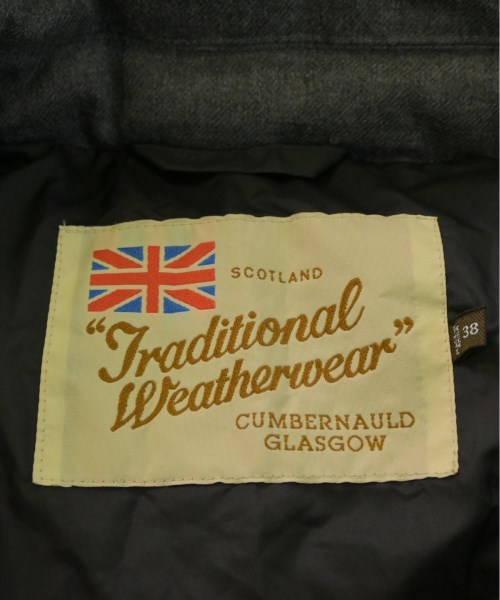 SCOTLAND
"Traditional
Weatherwear"
CUMBERNAULD
GLASGOW
38